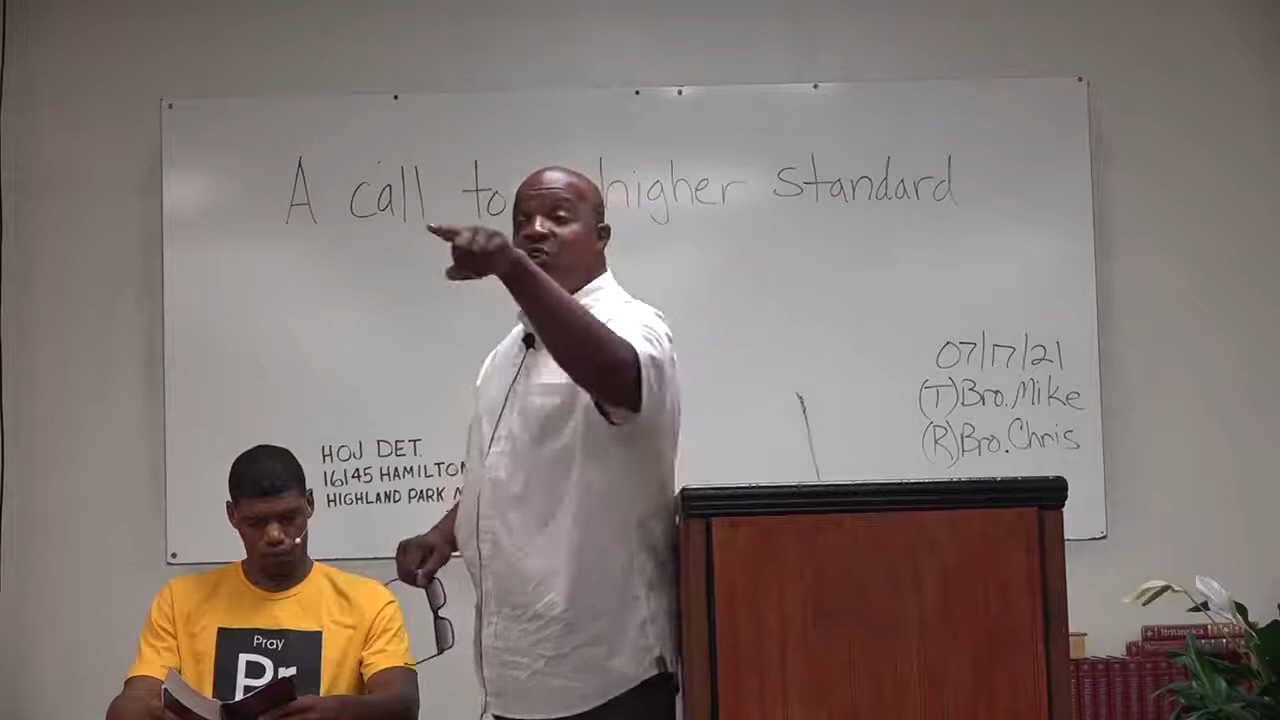 A call to higher standard
07/17/21
(T) Bro. Mike
(R) Bro. Chris
HOJ DET.
16145 HAMILTON
HIGHLAND PARK
Pray
Pr
Britannica